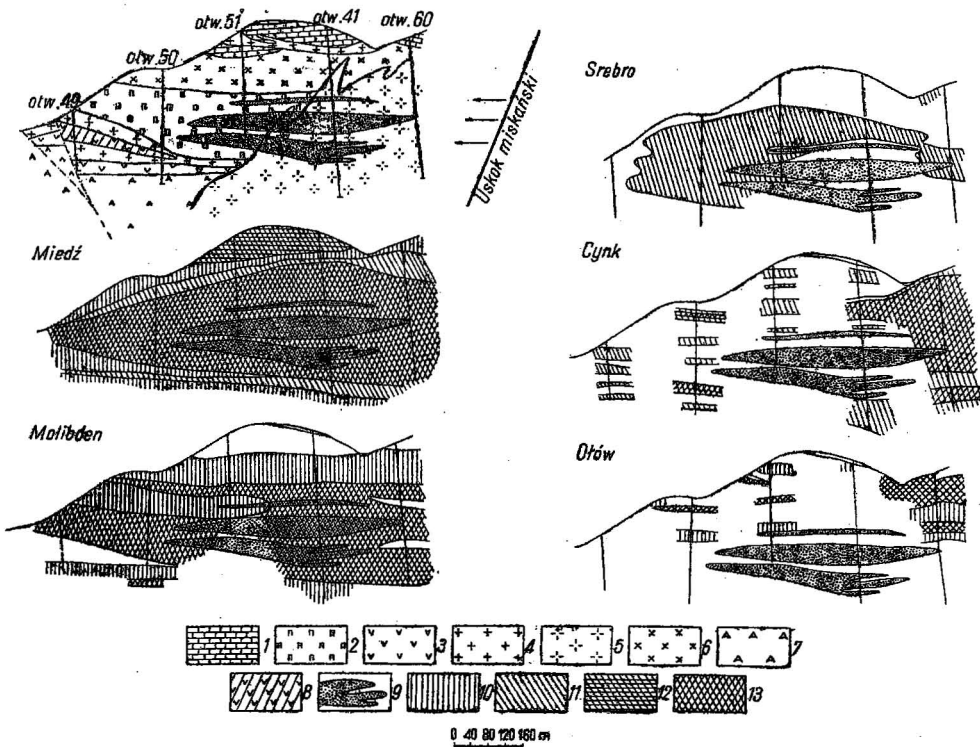 otw.49
otw.50
otw.51
otw.41
otw.60
Uskok miskański
Srebro
Miedź
Cynk
Molibden
Ołów
1 2 3 4 5 6 7
8 9 10 11 12 13
0 40 80 120 160 m